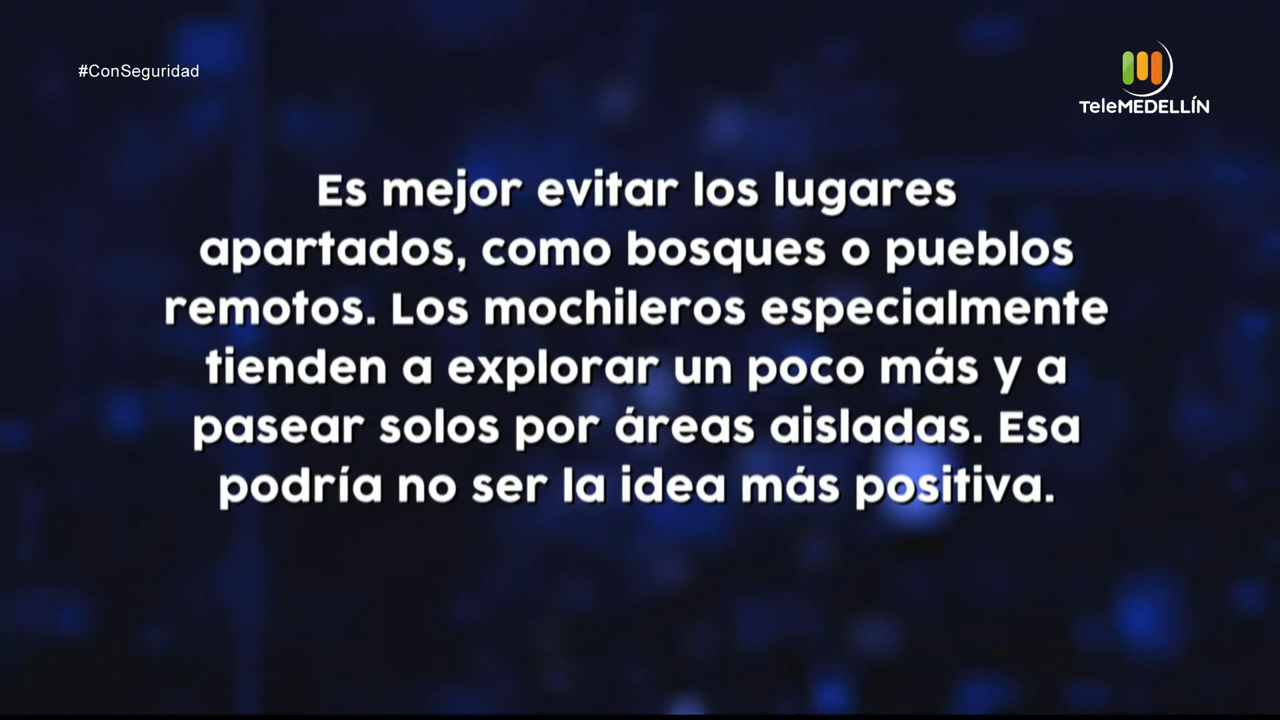 #ConSeguridad
TeleMEDELLÍN
Es mejor evitar los lugares
apartados, como bosques o pueblos
remotos. Los mochileros especialmente
tienden a explorar un poco más y a
pasear solos por áreas aisladas. Esa
podría no ser la idea más positiva.